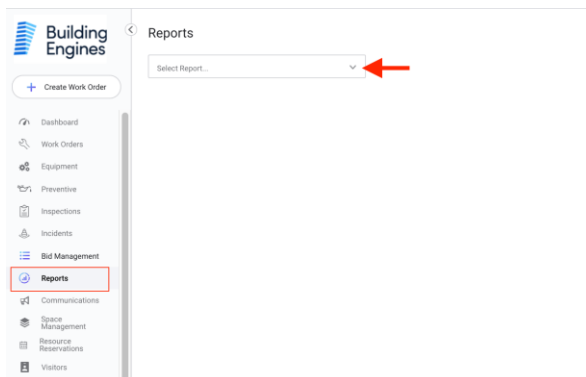 Building
Engines
Reports
Select Report...
Create Work Order
Dashboard
Work Orders
Equipment
Preventive
Inspections
Incidents
Bid Management
Reports
Communications
Space
Management
Resource
Reservations
Visitors